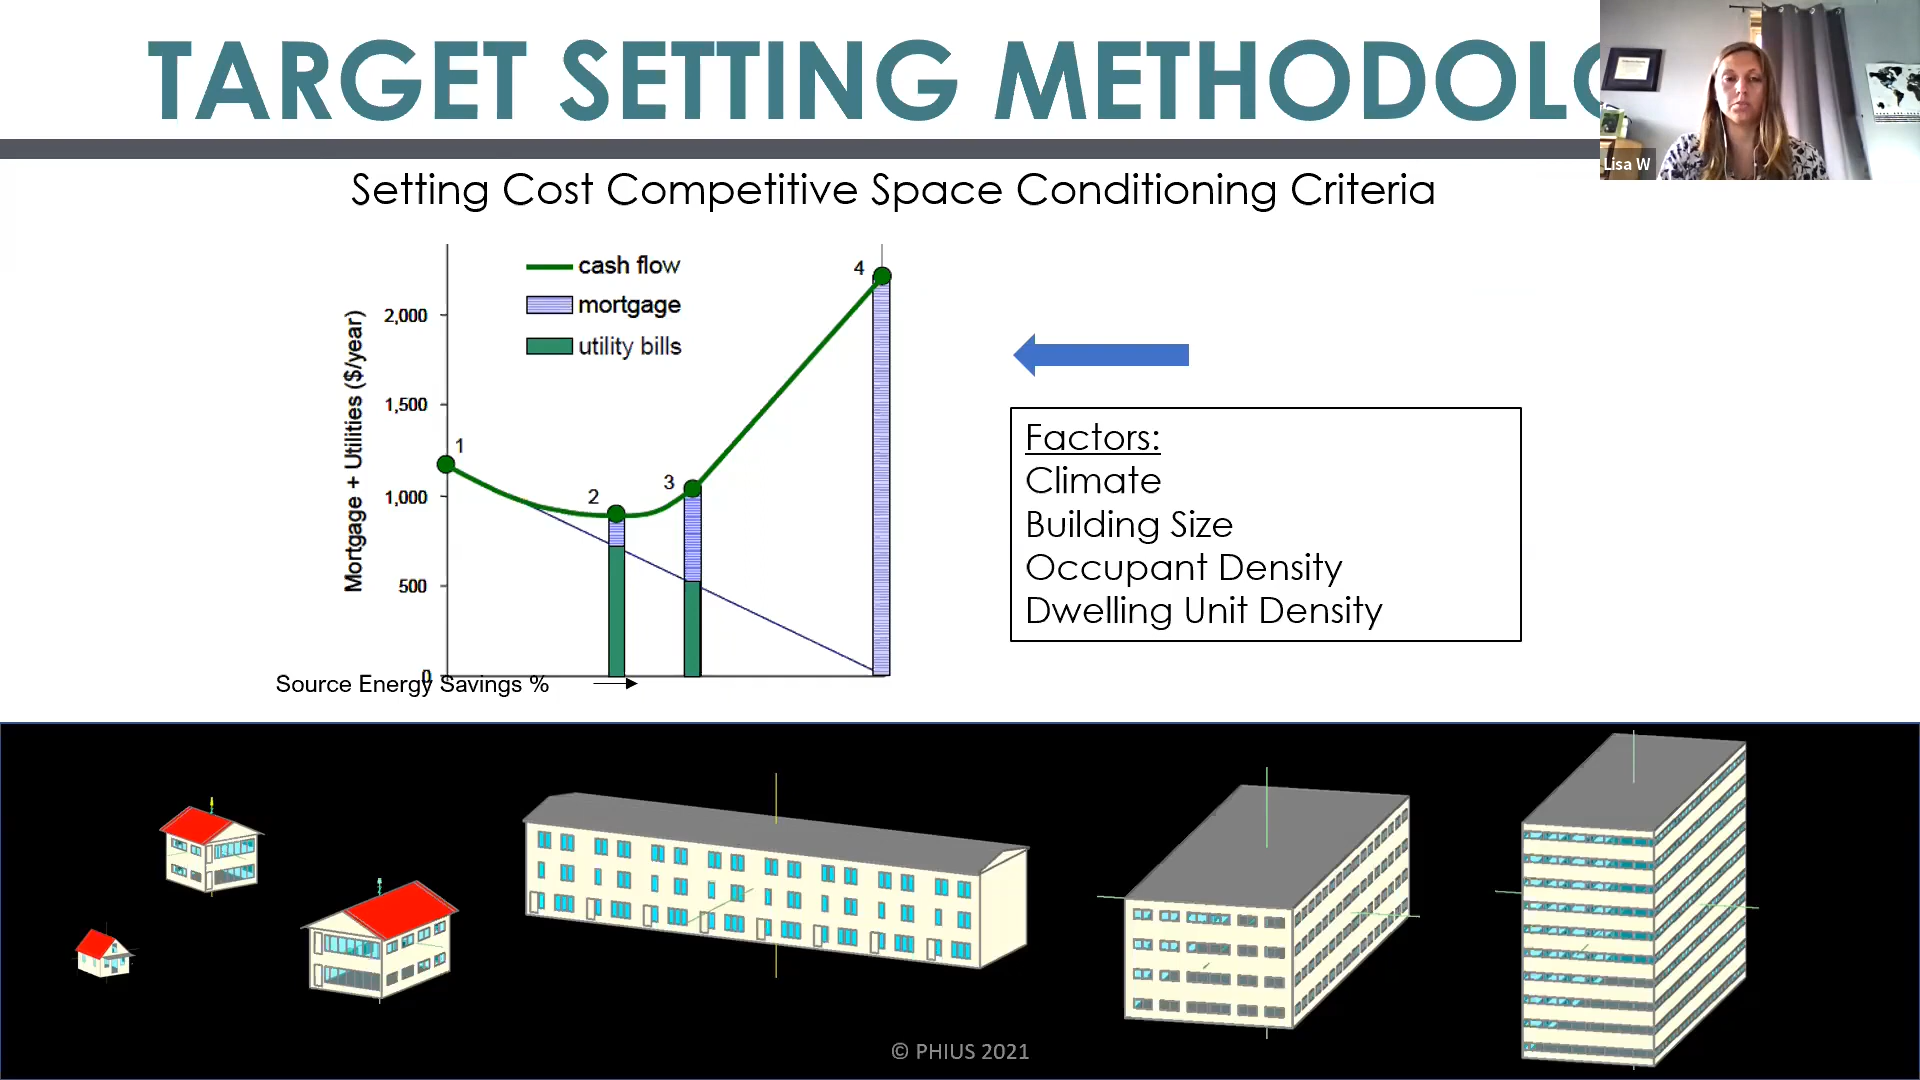 TARGET SETTING METHODOLO
Lisa W
Setting Cost Competitive Space Conditioning Criteria
cash flow
mortgage
utility bills
Mortgage + Utilities ($/year)
2,000
1,500
1,000
500
0
1
2
3
4
Source Energy Savings %
Factors:
Climate
Building Size
Occupant Density
Dwelling Unit Density
© PHIUS 2021